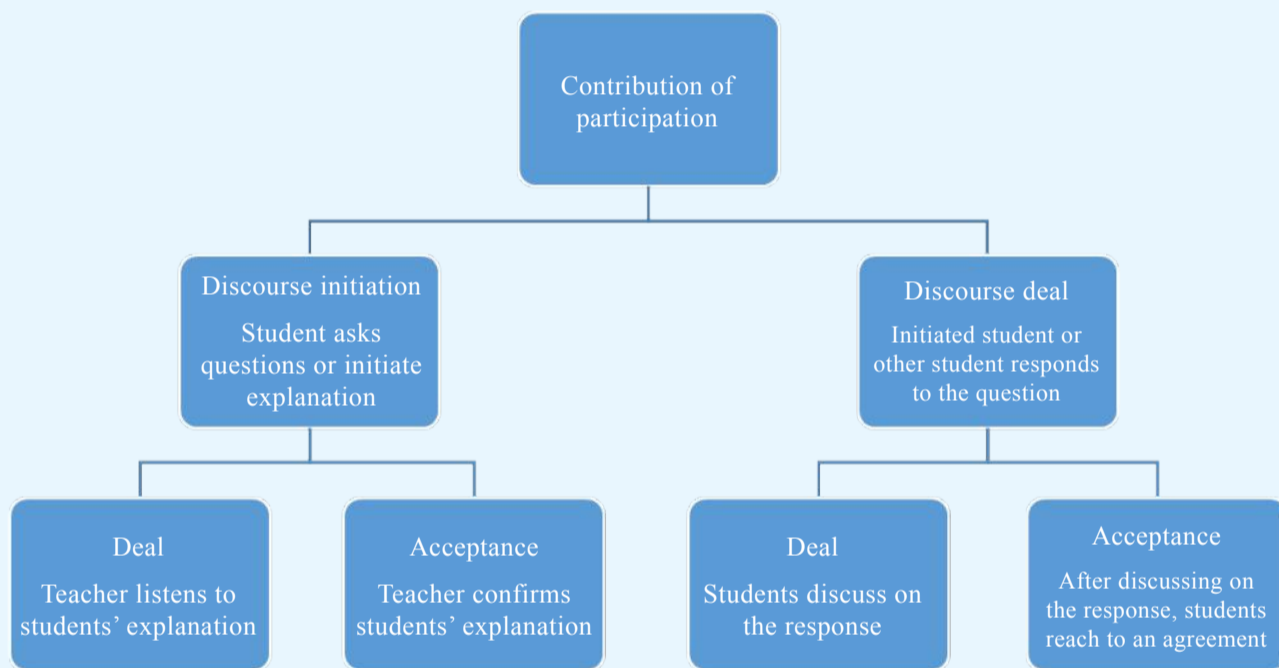 Contribution of
participation
Discourse initiation
Student asks
questions or initiate
explanation
Discourse deal
Initiated student or
other student responds
to the question
Deal
Teacher listens to
students’ explanation
Acceptance
Teacher confirms
students’ explanation
Deal
Students discuss on
the response
Acceptance
After discussing on
the response, students
reach to an agreement